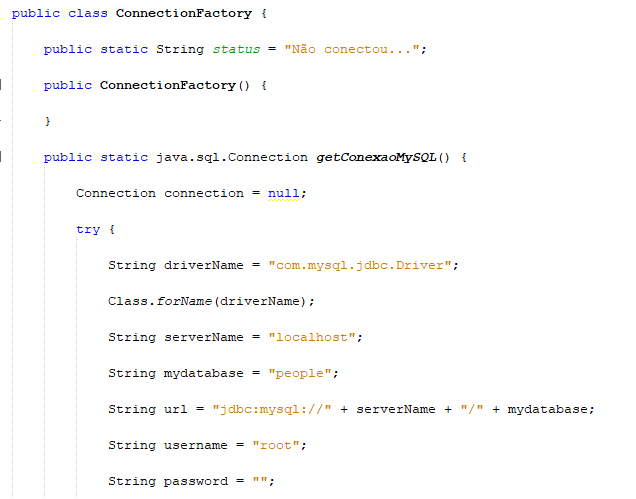 public class ConnectionFactory {
public static String status = "Não conectou...";
public ConnectionFactory() {
}
public static java.sql.Connection getConexaoMySQL() {
Connection connection = null;
try {
String driverName = "com.mysql.jdbc.Driver";
Class.forName(driverName);
String serverName = "localhost";
String mydatabase = "people";
String url = "jdbc:mysql://" + serverName + "/" + mydatabase;
String username = "root";
String password = "";